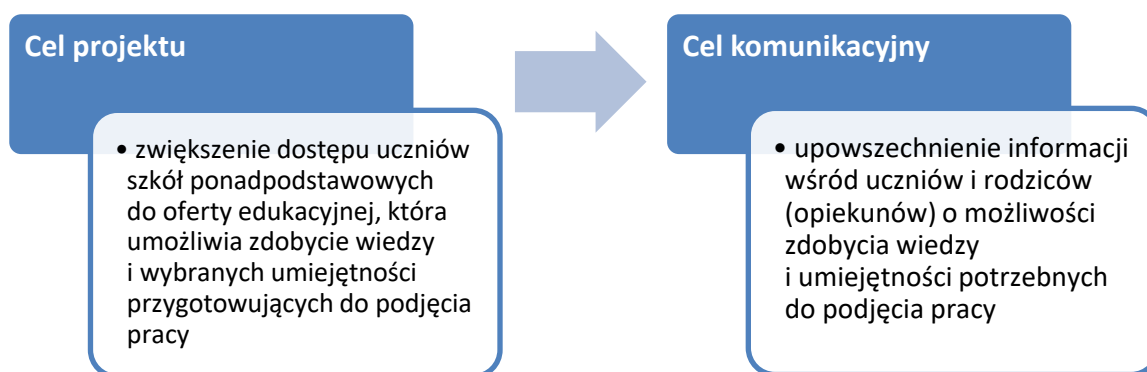 Cel projektu
• zwiększenie dostępu uczniów
szkół ponadpodstawowych
do oferty edukacyjnej, która
umożliwia zdobycie wiedzy
i wybranych umiejętności
przygotowujących do podjęcia
pracy
Cel komunikacyjny
• upowszechnienie informacji
wśród uczniów i rodziców
(opiekunów) o możliwości
zdobycia wiedzy
i umiejętności potrzebnych
do podjęcia pracy